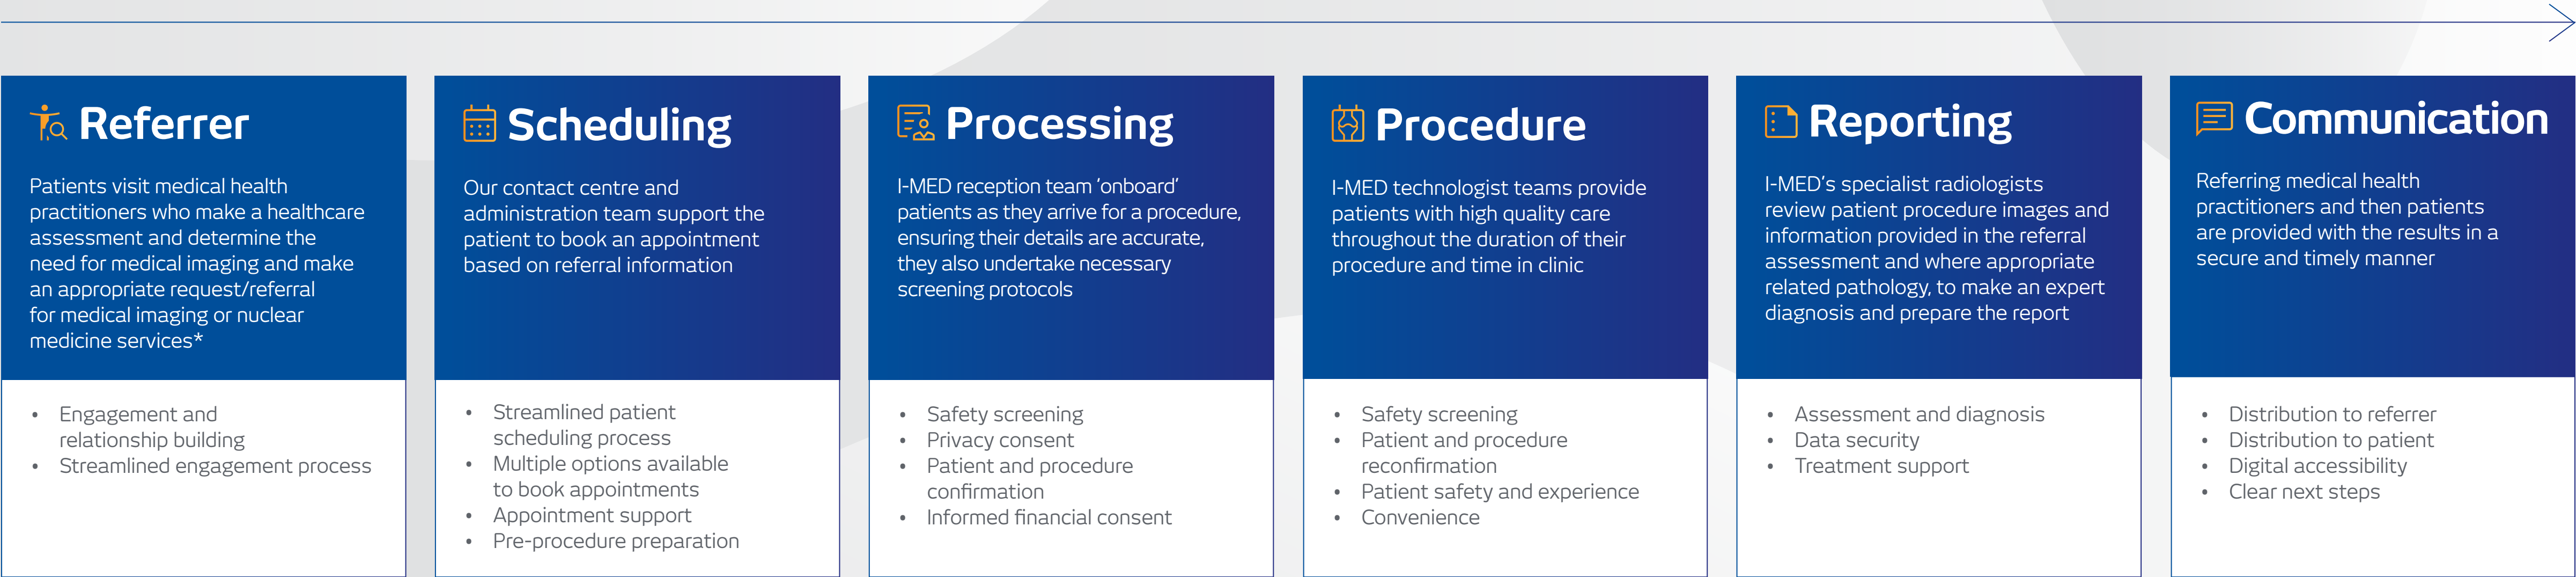 Referrer
Patients visit medical health
practitioners who make a healthcare
assessment and determine the
need for medical imaging and make
an appropriate request/referral
for medical imaging or nuclear
medicine services*
• Engagement and
relationship building
• Streamlined engagement process
Scheduling
Our contact centre and
administration team support the
patient to book an appointment
based on referral information
• Streamlined patient
scheduling process
• Multiple options available
to book appointments
• Appointment support
• Pre-procedure preparation
Processing
I-MED reception team ‘onboard’
patients as they arrive for a procedure,
ensuring their details are accurate,
they also undertake necessary
screening protocols
• Safety screening
• Privacy consent
• Patient and procedure
confirmation
• Informed financial consent
Procedure
I-MED technologist teams provide
patients with high quality care
throughout the duration of their
procedure and time in clinic
• Safety screening
• Patient and procedure
reconfirmation
• Patient safety and experience
• Convenience
Reporting
I-MED’s specialist radiologists
review patient procedure images and
information provided in the referral
assessment and where appropriate
related pathology, to make an expert
diagnosis and prepare the report
• Assessment and diagnosis
• Data security
• Treatment support
Communication
Referring medical health
practitioners and then patients
are provided with the results in a
secure and timely manner
• Distribution to referrer
• Distribution to patient
• Digital accessibility
• Clear next steps